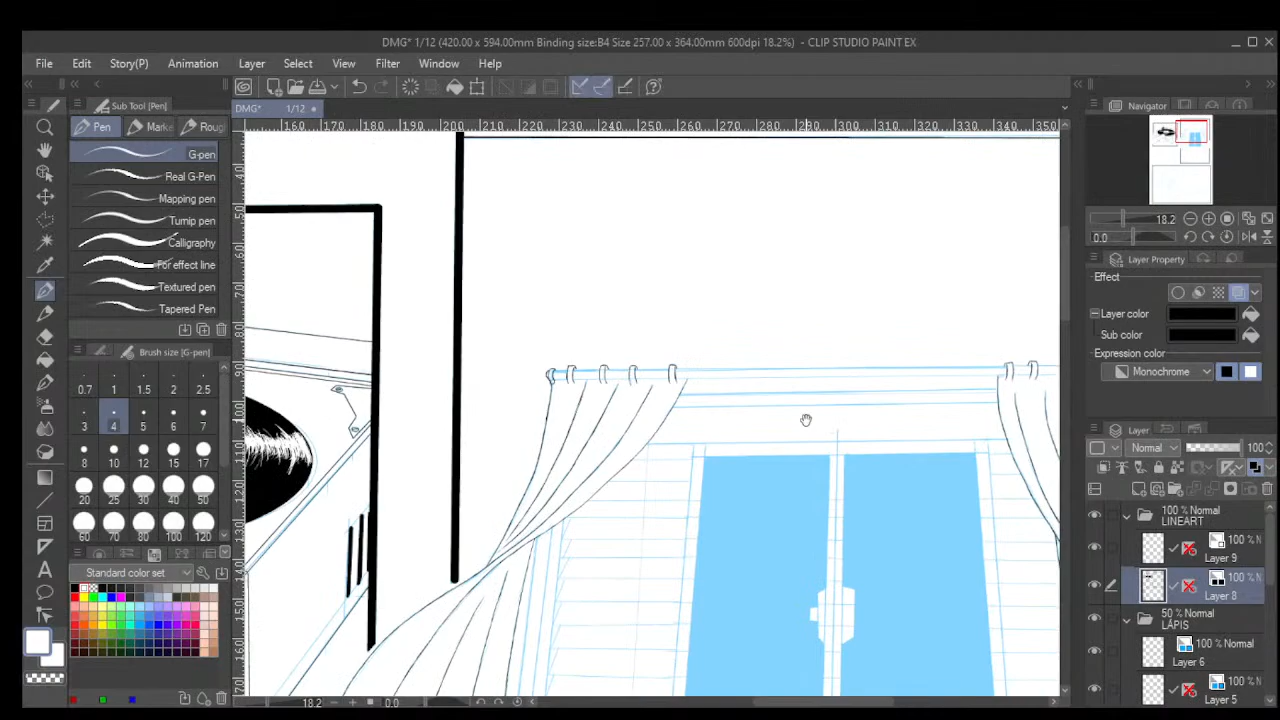 DMG* 1/12 (420.00 x 594.00mm Binding size:B4 Size 257.00 x 364.00mm 600dpi 18.2%) - CLIP STUDIO PAINT EX
File Edit Story(P) Animation Layer Select View Filter Window Help
Sub Tool [Pen]
DMG* 1/12
Navigator
Pen Marke Roug
160 170 180 190 200 210 220 230 240 250 260 270 280 290 300 310 320 330 340 350
G-pen
Real G-Pen
Mapping pen
Turnip pen
Calligraphy
For effect line
Textured pen
Tapered Pen
18.2
0.0
Layer Property
Effect
Layer color
Sub color
Expression color
Monochrome
Brush size [G-pen]
0.7 1 1.5 2 2.5
3 4 5 6 7
8 10 12 15 17
20 25 30 40 50
60 70 80 100 120
Layer
Normal 100
100 % Normal
LINEART
100 % N
Layer 9
100 % N
Layer 8
50 % Normal
LÁPIS
100 % Normal
Layer 6
100 % N
Layer 5
Standard color set
18.2 0.0